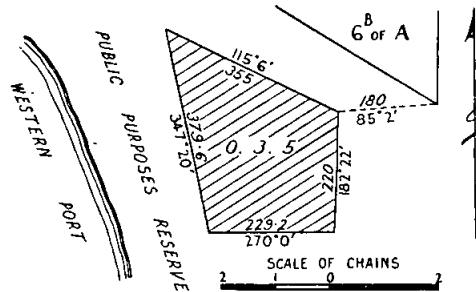 PUBLIC PURPOSES RESERVE
WESTERN PORT
6 B OF A
115°6'
355
180
85°2'
379·6
347°20'
0. 3. 5
220
182°22'
229·2
270°0'
SCALE OF CHAINS
2 1 0 2